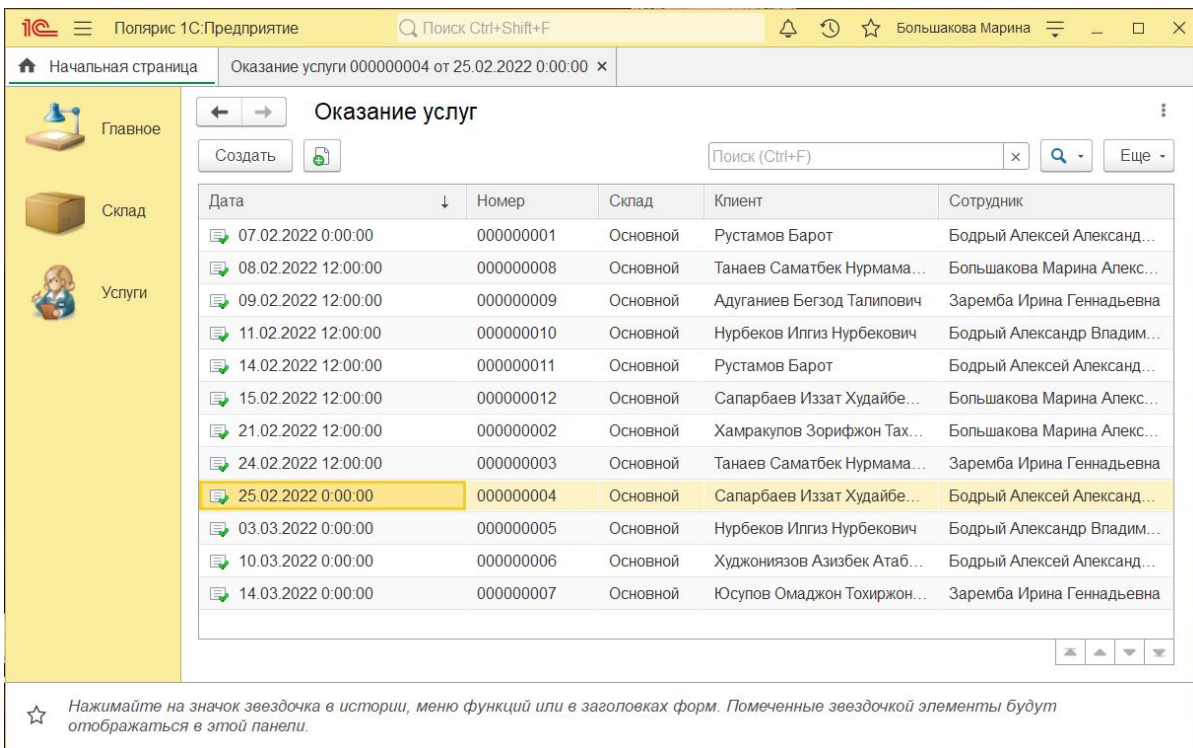 1С Полярис 1С:Предприятие Поиск Ctrl+Shift+F Большакова Марина
Начальная страница Оказание услуги 000000004 от 25.02.2022 0:00:00 ×
Главное
Склад
Услуги
Оказание услуг
Создать Поиск (Ctrl+F) × Еще
Дата ↓ Номер Склад Клиент Сотрудник
07.02.2022 0:00:00 000000001 Основной Рустамов Барот Бодрый Алексей Александ...
08.02.2022 12:00:00 000000008 Основной Танаев Саматбек Нурмама... Большакова Марина Алекс...
09.02.2022 12:00:00 000000009 Основной Адуганиев Бегзод Талипович Заремба Ирина Геннадьевна
11.02.2022 12:00:00 000000010 Основной Нурбеков Илгиз Нурбекович Бодрый Александр Владим...
14.02.2022 12:00:00 000000011 Основной Рустамов Барот Бодрый Алексей Александ...
15.02.2022 12:00:00 000000012 Основной Сапарбаев Иззат Худайбе... Большакова Марина Алекс...
21.02.2022 12:00:00 000000002 Основной Хамракулов Зорифжон Тах... Большакова Марина Алекс...
24.02.2022 12:00:00 000000003 Основной Танаев Саматбек Нурмама... Заремба Ирина Геннадьевна
25.02.2022 0:00:00 000000004 Основной Сапарбаев Иззат Худайбе... Бодрый Алексей Александ...
03.03.2022 0:00:00 000000005 Основной Нурбеков Илгиз Нурбекович Бодрый Александр Владим...
10.03.2022 0:00:00 000000006 Основной Худжониязов Азизбек Атаб... Бодрый Алексей Александ...
14.03.2022 0:00:00 000000007 Основной Юсупов Омаджон Тохиржон... Заремба Ирина Геннадьевна
Нажимайте на значок звездочка в истории, меню функций или в заголовках форм. Помеченные звездочкой элементы будут
отображаться в этой панели.